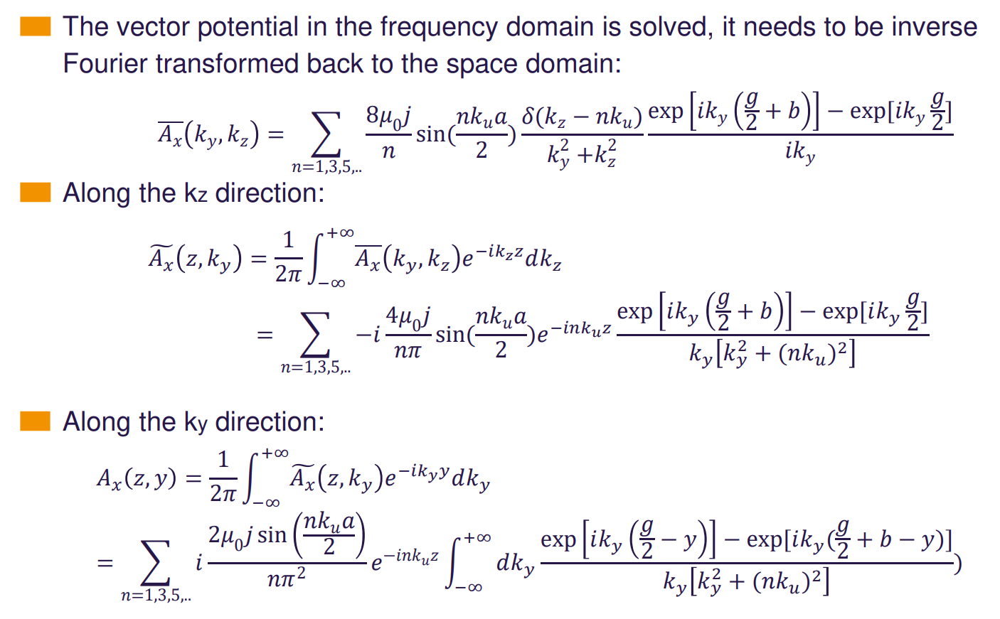 The vector potential in the frequency domain is solved, it needs to be inverse
Fourier transformed back to the space domain:
$\overline{A_x}(k_y, k_z) = \sum_{n=1,3,5,..} \frac{8\mu_0 j}{n} \sin(\frac{nk_u a}{2}) \frac{\delta(k_z - nk_u)}{k_y^2 + k_z^2} \frac{\exp\left[ik_y\left(\frac{g}{2} + b\right)\right] - \exp[ik_y \frac{g}{2}]}{ik_y}$
Along the kz direction:
$\widetilde{A_x}(z, k_y) = \frac{1}{2\pi} \int_{-\infty}^{+\infty} \overline{A_x}(k_y, k_z) e^{-ik_z z} dk_z$
$= \sum_{n=1,3,5,..} -i \frac{4\mu_0 j}{n\pi} \sin(\frac{nk_u a}{2}) e^{-ink_u z} \frac{\exp\left[ik_y\left(\frac{g}{2} + b\right)\right] - \exp[ik_y \frac{g}{2}]}{k_y[k_y^2 + (nk_u)^2]}$
Along the ky direction:
$A_x(z, y) = \frac{1}{2\pi} \int_{-\infty}^{+\infty} \widetilde{A_x}(z, k_y) e^{-ik_y y} dk_y$
$= \sum_{n=1,3,5,..} i \frac{2\mu_0 j \sin\left(\frac{nk_u a}{2}\right)}{n\pi^2} e^{-ink_u z} \int_{-\infty}^{+\infty} dk_y \frac{\exp\left[ik_y\left(\frac{g}{2} - y\right)\right] - \exp[ik_y(\frac{g}{2} + b - y)]}{k_y[k_y^2 + (nk_u)^2]})$